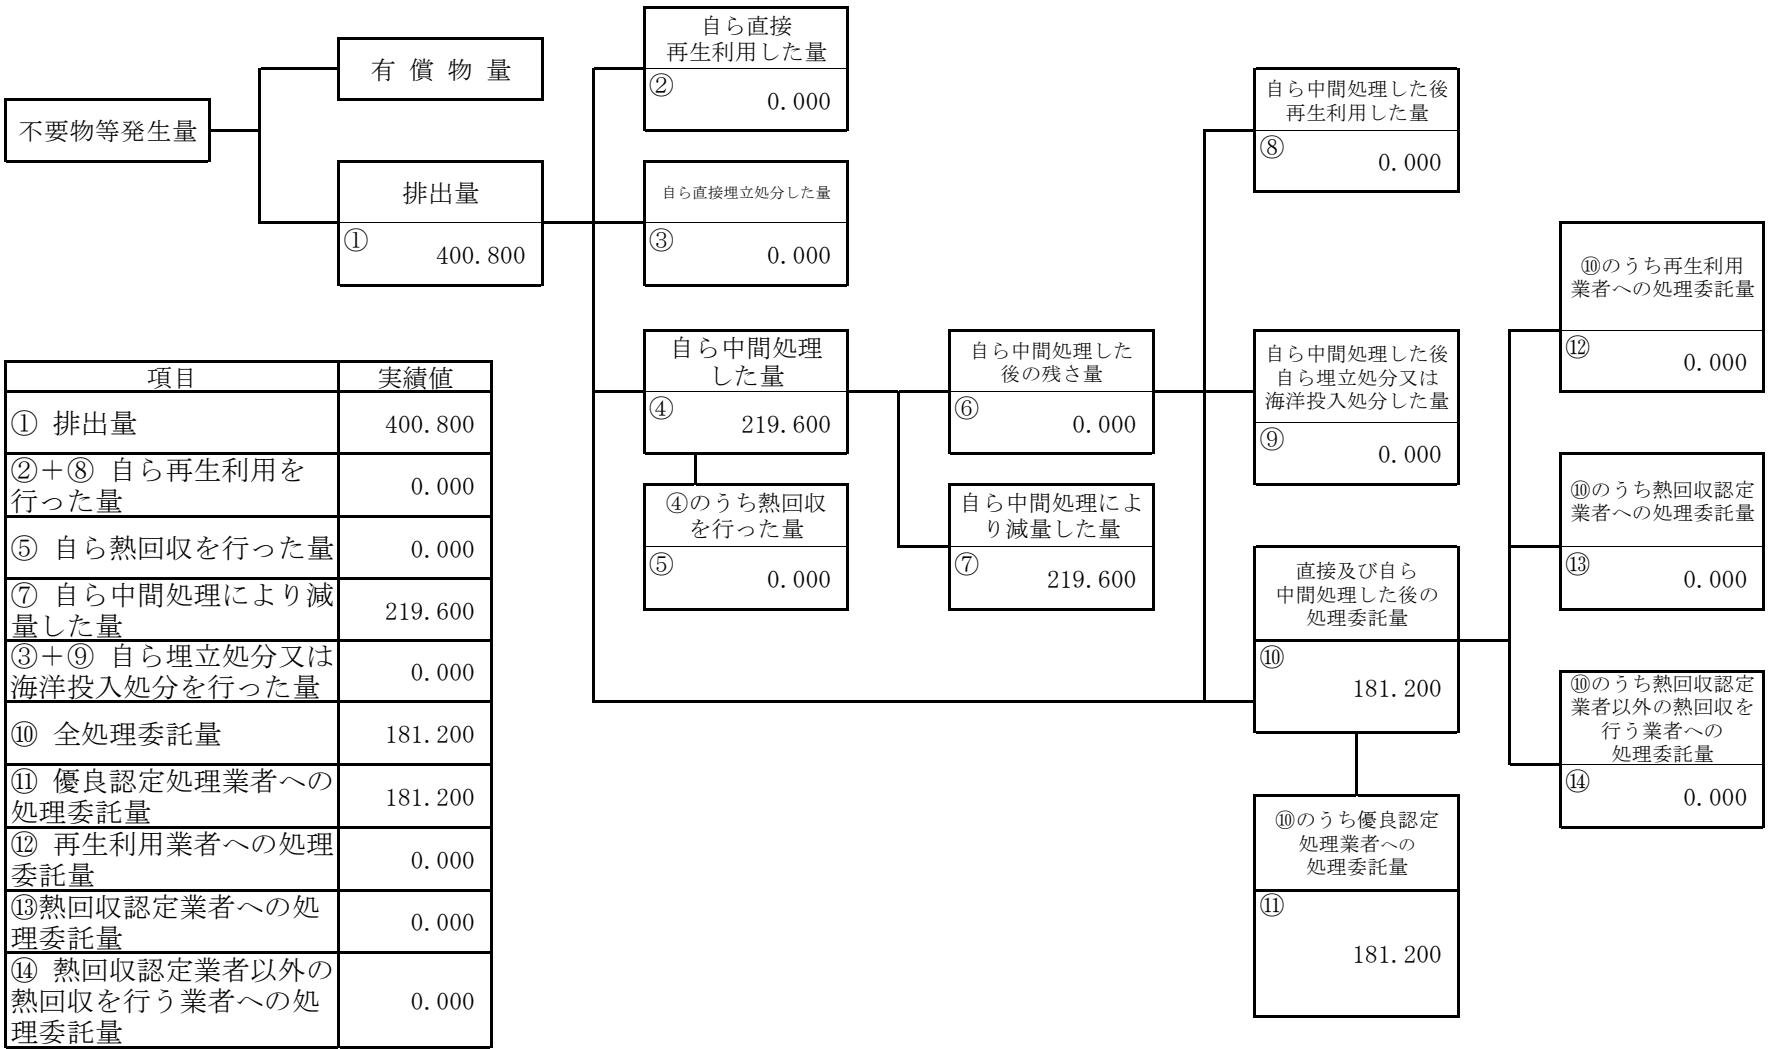 不要物等発生量
有 償 物 量
排出量
①
400.800
自ら直接
再生利用した量
②
0.000
自ら直接埋立処分した量
③
0.000
自ら中間処理
した量
④
219.600
④のうち熱回収
を行った量
⑤
0.000
自ら中間処理した
後の残さ量
⑥
0.000
自ら中間処理によ
り減量した量
⑦
219.600
自ら中間処理した後
再生利用した量
⑧
0.000
自ら中間処理した後
自ら埋立処分又は
海洋投入処分した量
⑨
0.000
直接及び自ら
中間処理した後の
処理委託量
⑩
181.200
⑩のうち優良認定
処理業者への
処理委託量
⑪
181.200
⑩のうち再生利用
業者への処理委託量
⑫
0.000
⑩のうち熱回収認定
業者への処理委託量
⑬
0.000
⑩のうち熱回収認定
業者以外の熱回収を
行う業者への
処理委託量
⑭
0.000
項目 実績値
① 排出量 400.800
②＋⑧ 自ら再生利用を
行った量 0.000
⑤ 自ら熱回収を行った量 0.000
⑦ 自ら中間処理により減
量した量 219.600
③＋⑨ 自ら埋立処分又は
海洋投入処分を行った量 0.000
⑩ 全処理委託量 181.200
⑪ 優良認定処理業者への
処理委託量 181.200
⑫ 再生利用業者への処理
委託量 0.000
⑬熱回収認定業者への処
理委託量 0.000
⑭ 熱回収認定業者以外の
熱回収を行う業者への処
理委託量 0.000